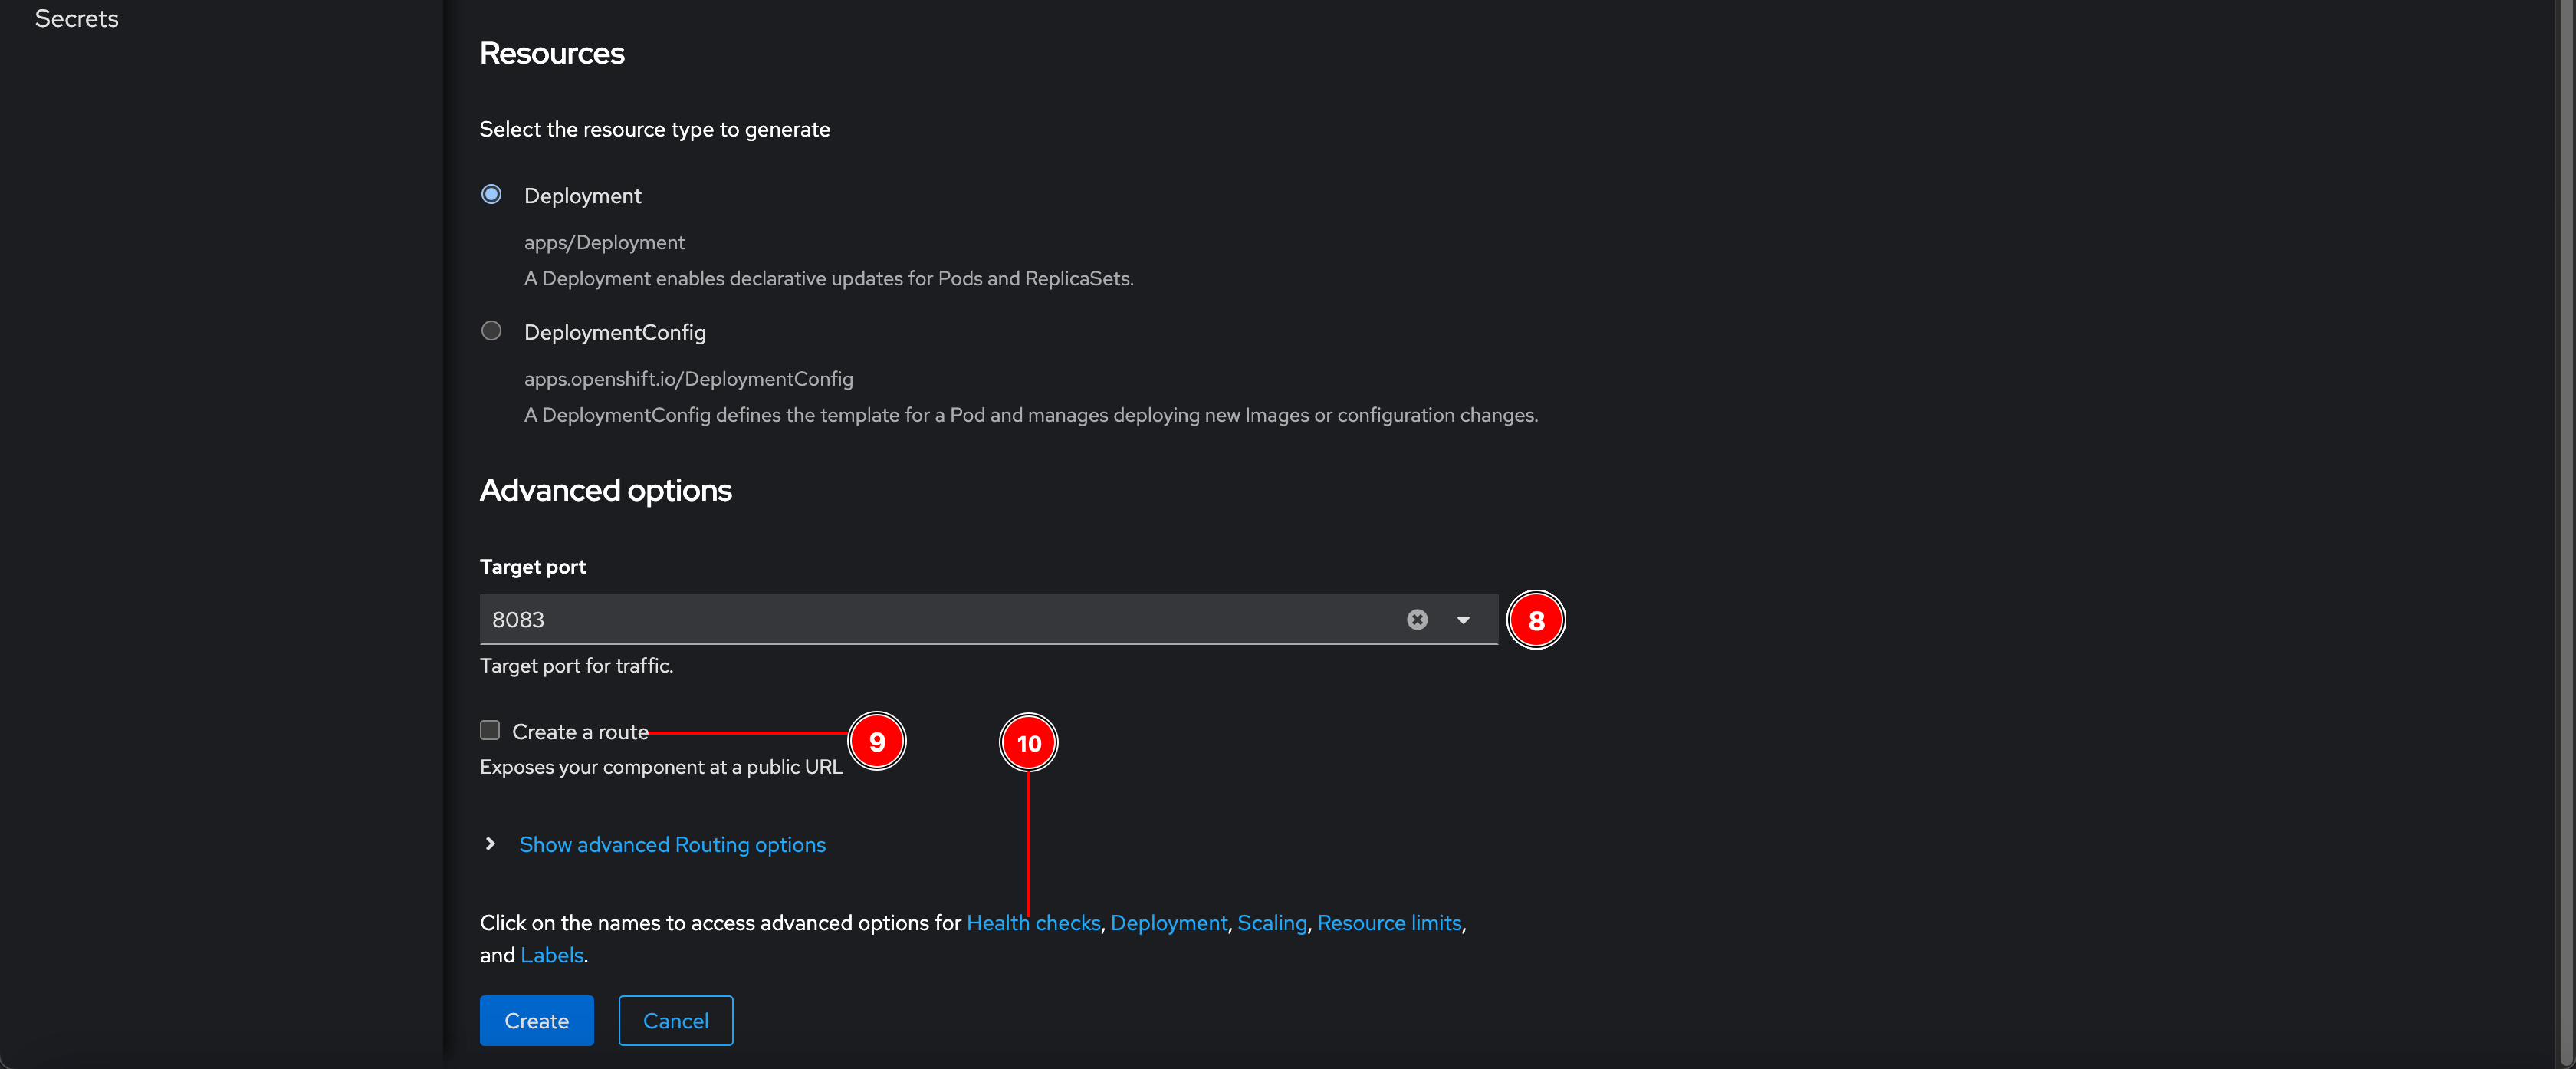 Secrets
Resources
Select the resource type to generate
Deployment
apps/Deployment
A Deployment enables declarative updates for Pods and ReplicaSets.
DeploymentConfig
apps.openshift.io/DeploymentConfig
A DeploymentConfig defines the template for a Pod and manages deploying new Images or configuration changes.
Advanced options
Target port
8083
8
Target port for traffic.
Create a route
9
10
Exposes your component at a public URL
Show advanced Routing options
Click on the names to access advanced options for Health checks, Deployment, Scaling, Resource limits,
and Labels.
Create
Cancel